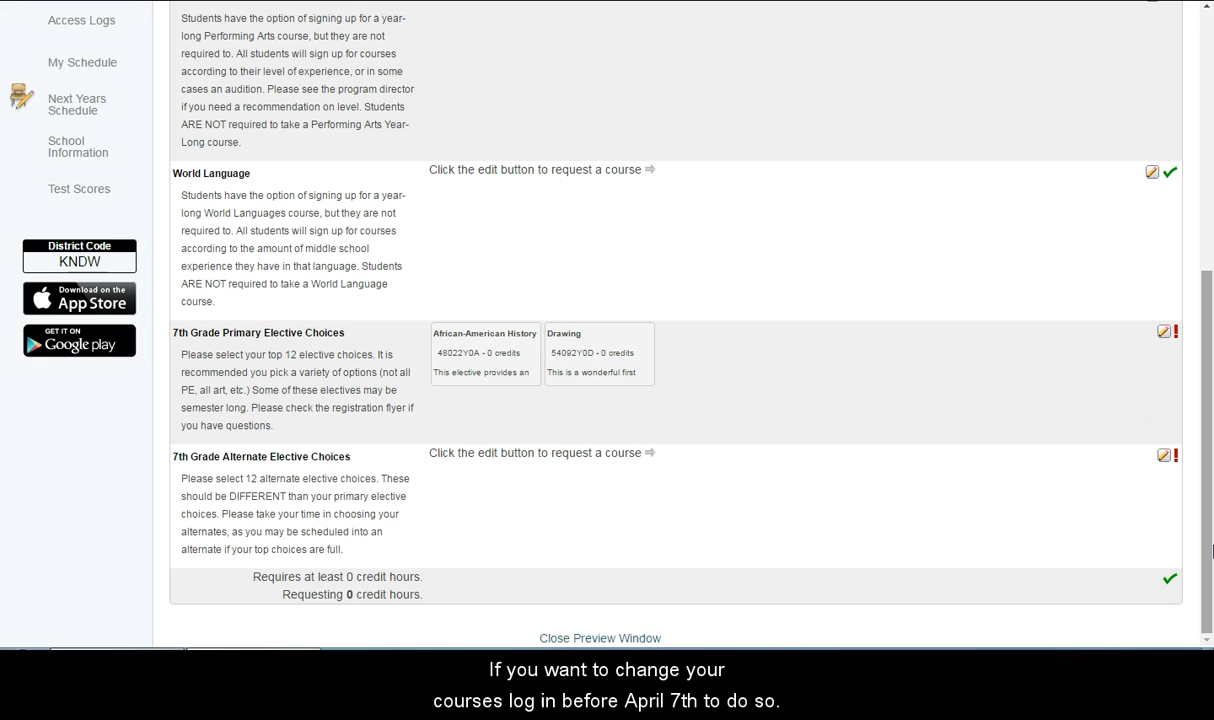 Access Logs
My Schedule
Next Years
Schedule
School
Information
Test Scores
District Code
KNDW
Download on the
App Store
GET IT ON
Google play
Students have the option of signing up for a year-
long Performing Arts course, but they are not
required to. All students will sign up for courses
according to their level of experience, or in some
cases an audition. Please see the program director
if you need a recommendation on level. Students
ARE NOT required to take a Performing Arts Year-
Long course.
World Language
Click the edit button to request a course
Students have the option of signing up for a year-
long World Languages course, but they are not
required to. All students will sign up for courses
according to the amount of middle school
experience they have in that language. Students
ARE NOT required to take a World Language
course.
7th Grade Primary Elective Choices
Please select your top 12 elective choices. It is
recommended you pick a variety of options (not all
PE, all art, etc.) Some of these electives may be
semester long. Please check the registration flyer if
you have questions.
African-American History
48022Y0A - 0 credits
This elective provides an
Drawing
54092Y0D - 0 credits
This is a wonderful first
7th Grade Alternate Elective Choices
Click the edit button to request a course
Please select 12 alternate elective choices. These
should be DIFFERENT than your primary elective
choices. Please take your time in choosing your
alternates, as you may be scheduled into an
alternate if your top choices are full.
Requires at least 0 credit hours.
Requesting 0 credit hours.
Close Preview Window
If you want to change your
courses log in before April 7th to do so.